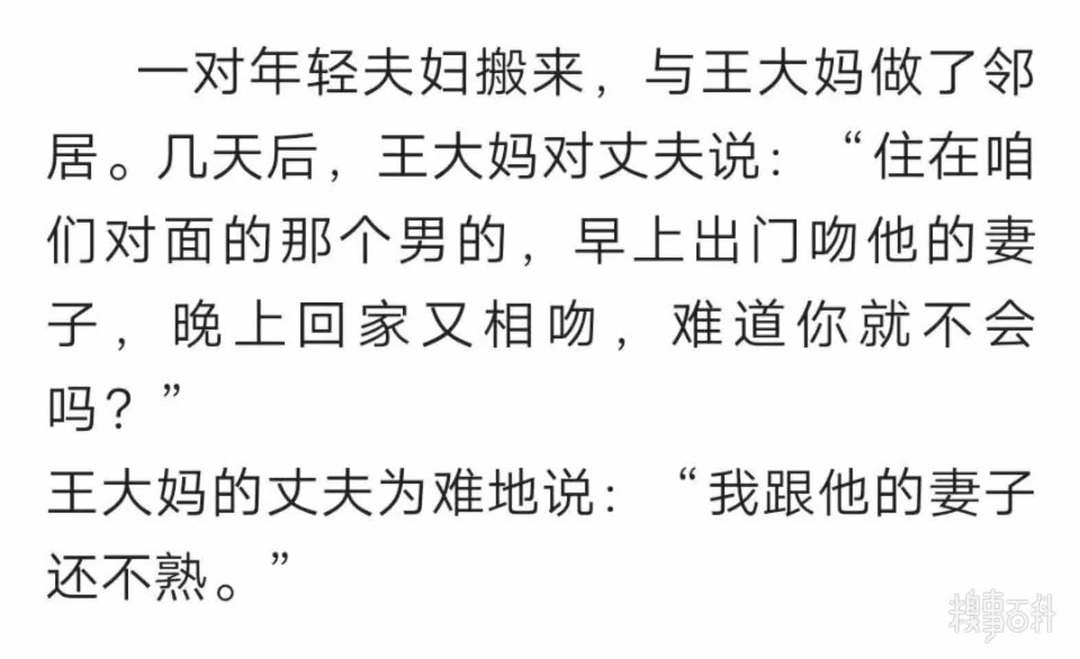 一对年轻夫妇搬来，与王大妈做了邻
居。几天后，王大妈对丈夫说：“住在咱
们对面的那个男的，早上出门吻他的妻
子，晚上回家又相吻，难道你就不会
吗？”
王大妈的丈夫为难地说：“我跟他的妻子
还不熟。”
糗事百科